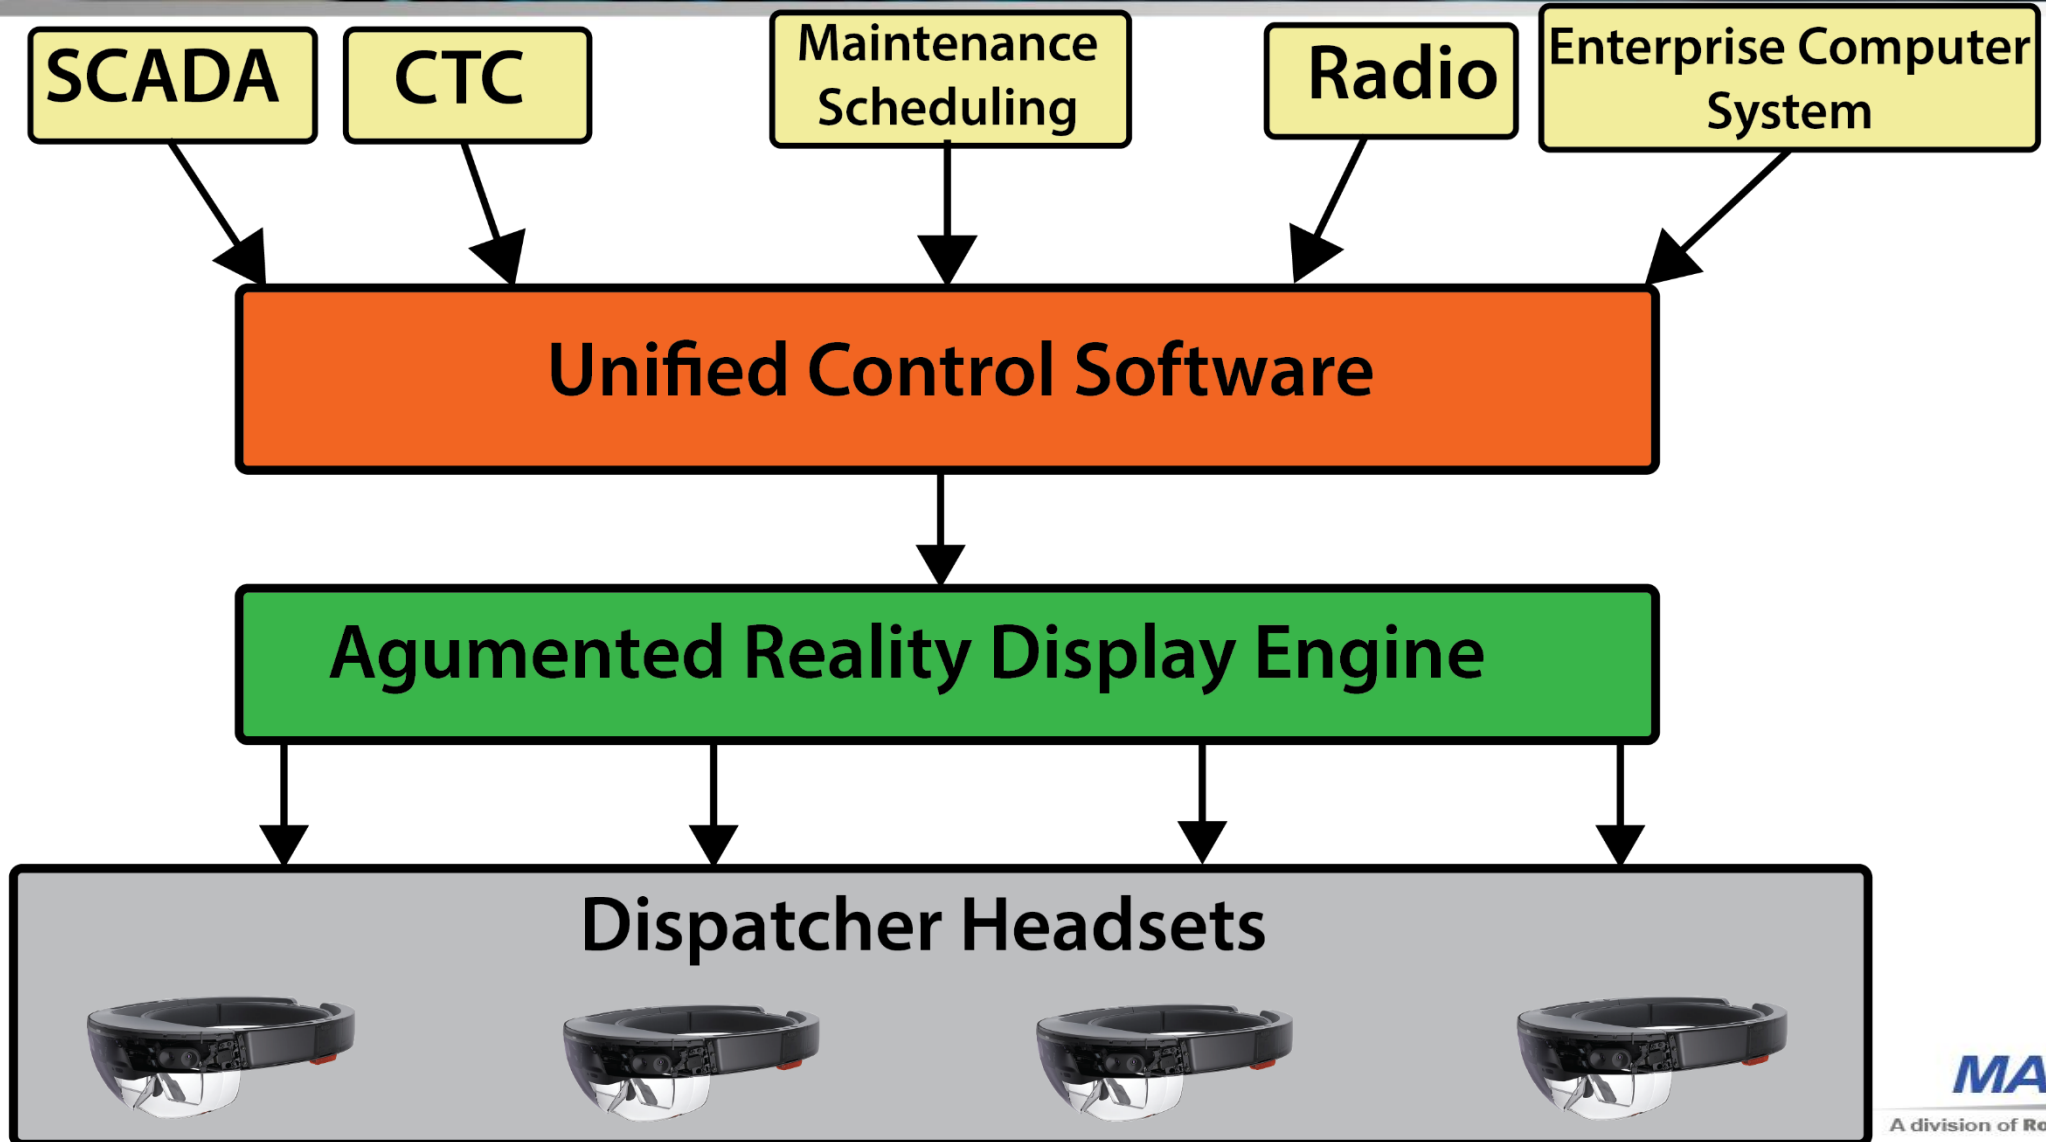 SCADA
CTC
Maintenance
Scheduling
Radio
Enterprise Computer
System
Unified Control Software
Agumented Reality Display Engine
Dispatcher Headsets
MA
A division of Ro